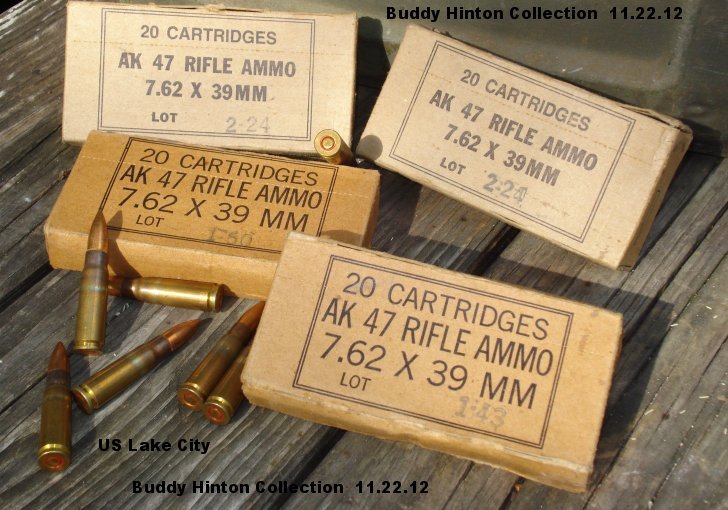 Buddy Hinton Collection 11.22.12
20 CARTRIDGES
AK 47 RIFLE AMMO
7.62 X 39MM
LOT 2-24
20 CARTRIDGES
AK 47 RIFLE AMMO
7.62 X 39MM
LOT 2-24
20 CARTRIDGES
AK 47 RIFLE AMMO
7.62 X 39 MM
LOT
20 CARTRIDGES
AK 47 RIFLE AMMO
7.62 X 39 MM
LOT 1-43
US Lake City
Buddy Hinton Collection 11.22.12